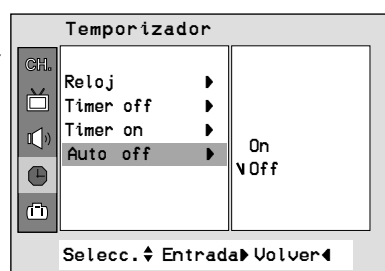 Temporizador
CH.
Reloj
Timer off
Timer on
Auto off
On
Off
Selecc. Entrada Volver